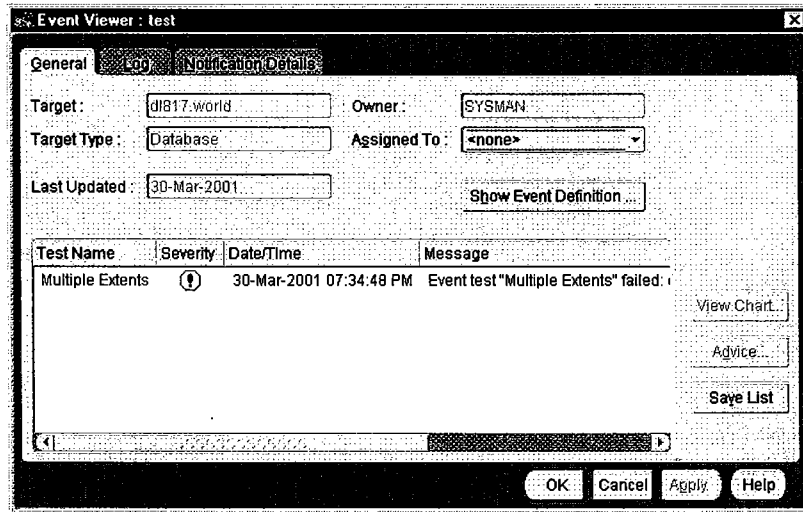 Event Viewer : test
General Log Notification Details
Target : dl817.world Owner : SYSMAN
Target Type : Database Assigned To : <none>
Last Updated : 30-Mar-2001 Show Event Definition ...
Test Name Severity Date/Time Message
Multiple Extents 30-Mar-2001 07:34:48 PM Event test "Multiple Extents" failed:
View Chart...
Advice...
Save List
OK Cancel Apply Help